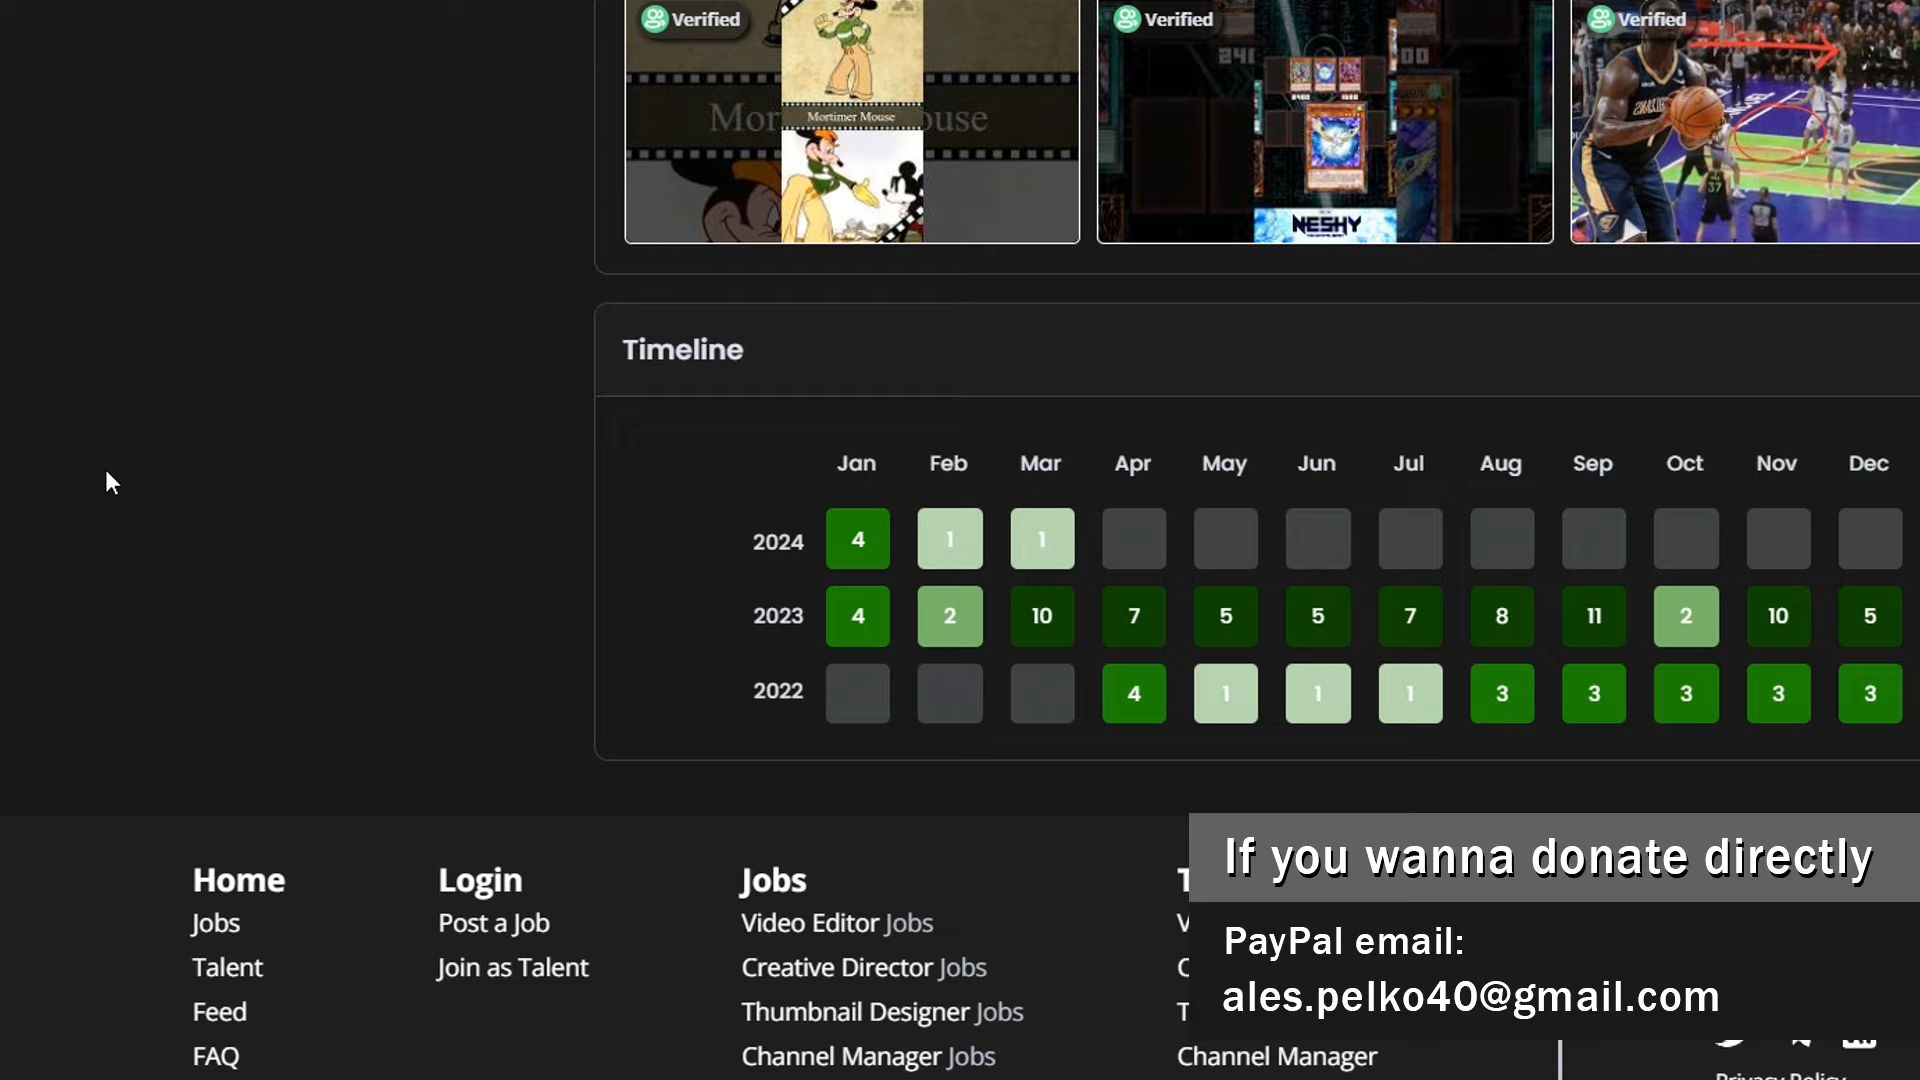 Verified
Verified
Verified
Mortimer Mouse
NESHY
37
Timeline
Jan Feb Mar Apr May Jun Jul Aug Sep Oct Nov Dec
2024 4 1 1
2023 4 2 10 7 5 5 7 8 11 2 10 5
2022 4 1 1 1 3 3 3 3 3
Home
Jobs
Talent
Feed
FAQ
Login
Post a Job
Join as Talent
Jobs
Video Editor Jobs
Creative Director Jobs
Thumbnail Designer Jobs
Channel Manager Jobs
Channel Manager
If you wanna donate directly
PayPal email:
ales.pelko40@gmail.com
Privacy Policy